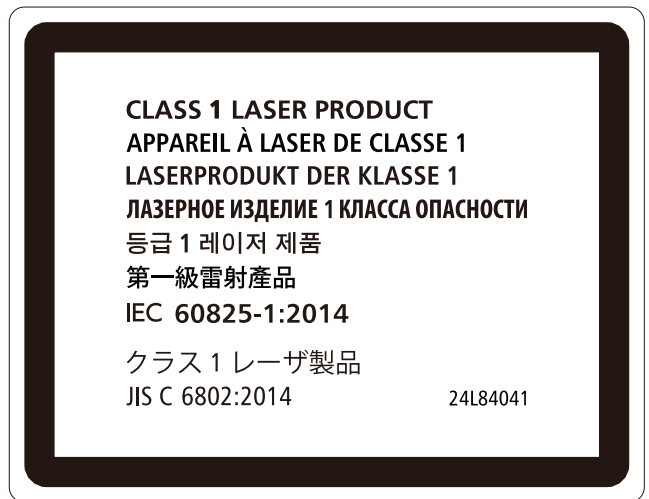 CLASS 1 LASER PRODUCT
APPAREIL À LASER DE CLASSE 1
LASERPRODUKT DER KLASSE 1
ЛАЗЕРНОЕ ИЗДЕЛИЕ 1 КЛАССА ОПАСНОСТИ
등급 1 레이저 제품
第一級雷射產品
IEC 60825-1:2014
クラス 1 レーザ製品
JIS C 6802:2014 24L84041